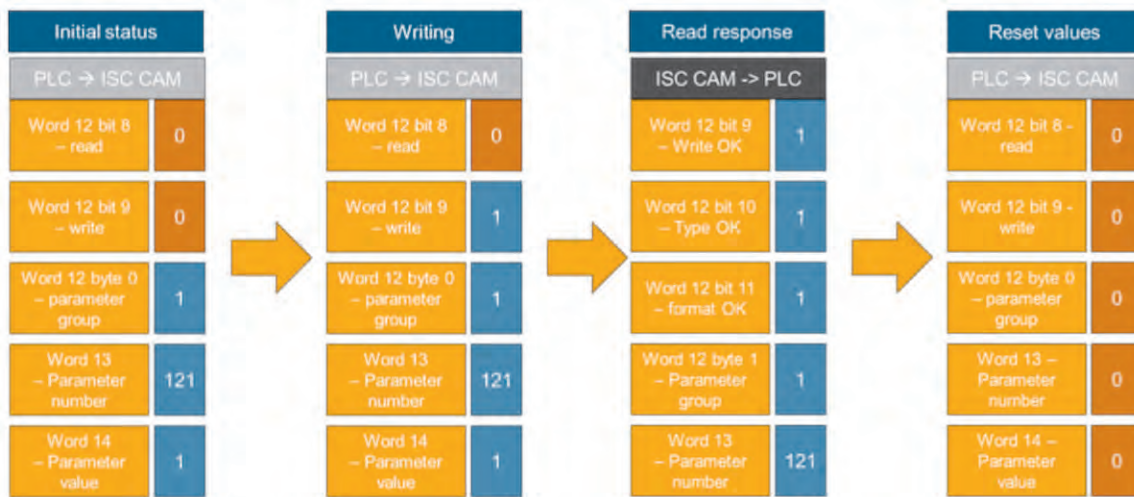 Initial status
PLC → ISC CAM
Word 12 bit 8
– read
0
Word 12 bit 9
– write
0
Word 12 byte 0
– parameter
group
1
Word 13
– Parameter
number
121
Word 14
– Parameter
value
1
Writing
PLC → ISC CAM
Word 12 bit 8
– read
0
Word 12 bit 9
– write
1
Word 12 byte 0
– parameter
group
1
Word 13
– Parameter
number
121
Word 14
– Parameter
value
1
Read response
ISC CAM -> PLC
Word 12 bit 9
– Write OK
1
Word 12 bit 10
– Type OK
1
Word 12 bit 11
– format OK
1
Word 12 byte 1
– Parameter
group
1
Word 13
– Parameter
number
121
Reset values
PLC → ISC CAM
Word 12 bit 8 -
read
0
Word 12 bit 9 -
write
0
Word 12 byte 0
– parameter
group
0
Word 13 –
Parameter
number
0
Word 14 –
Parameter
value
0